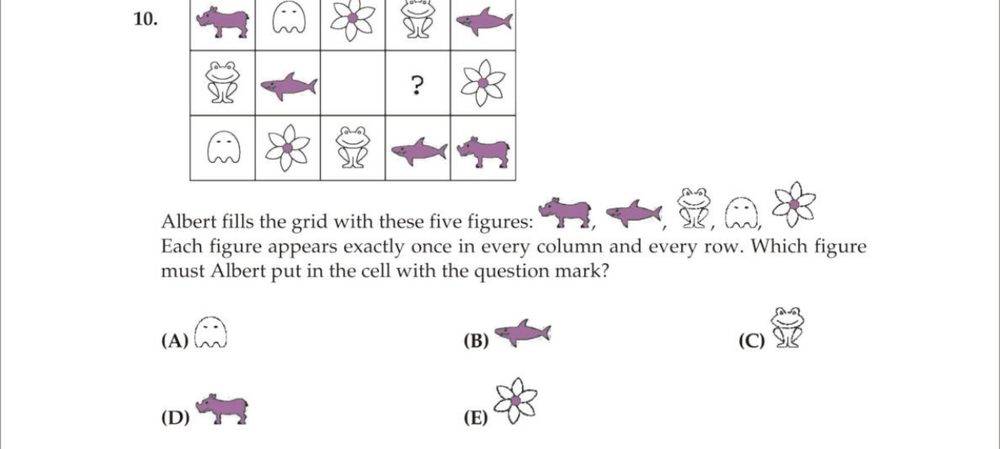 10.
?
Albert fills the grid with these five figures: , , , ,
Each figure appears exactly once in every column and every row. Which figure
must Albert put in the cell with the question mark?
(A) (B) (C)
(D) (E)